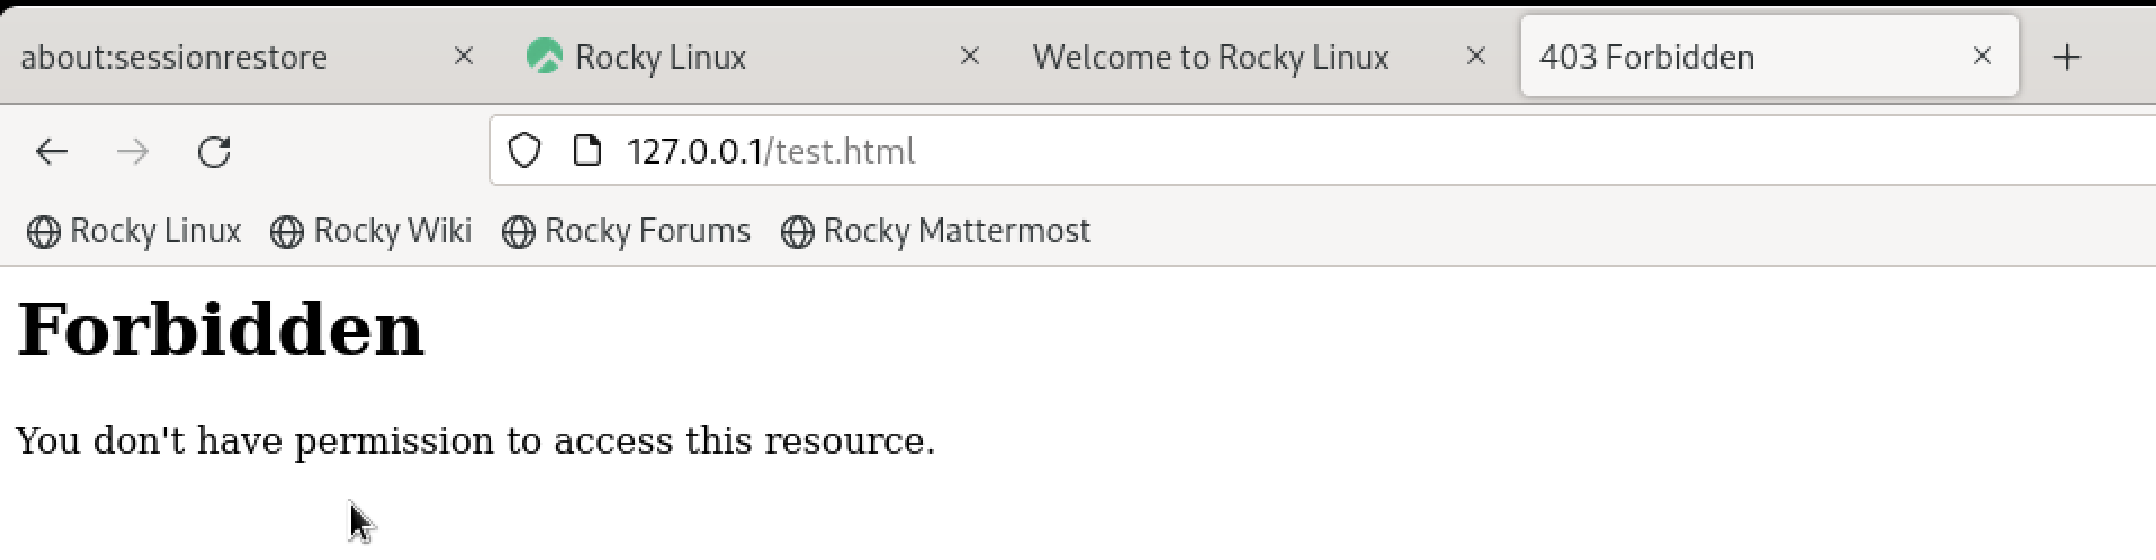 about:sessionrestore Rocky Linux Welcome to Rocky Linux 403 Forbidden
127.0.0.1/test.html
Rocky Linux Rocky Wiki Rocky Forums Rocky Mattermost
Forbidden
You don't have permission to access this resource.